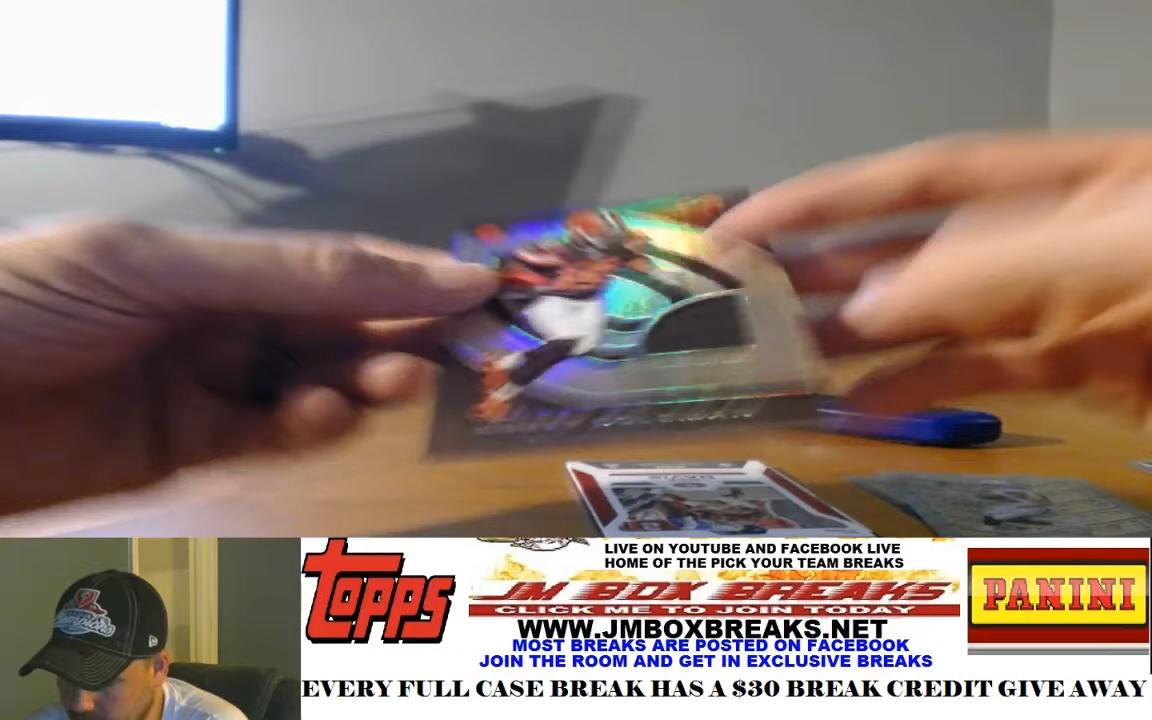 LIVE ON YOUTUBE AND FACEBOOK LIVE
HOME OF THE PICK YOUR TEAM BREAKS
Topps
JM BOX BREAKS
PANINI
CLICK ME TO JOIN TODAY
WWW.JMBOXBREAKS.NET
MOST BREAKS ARE POSTED ON FACEBOOK
JOIN THE ROOM AND GET IN EXCLUSIVE BREAKS
EVERY FULL CASE BREAK HAS A $30 BREAK CREDIT GIVE AWAY